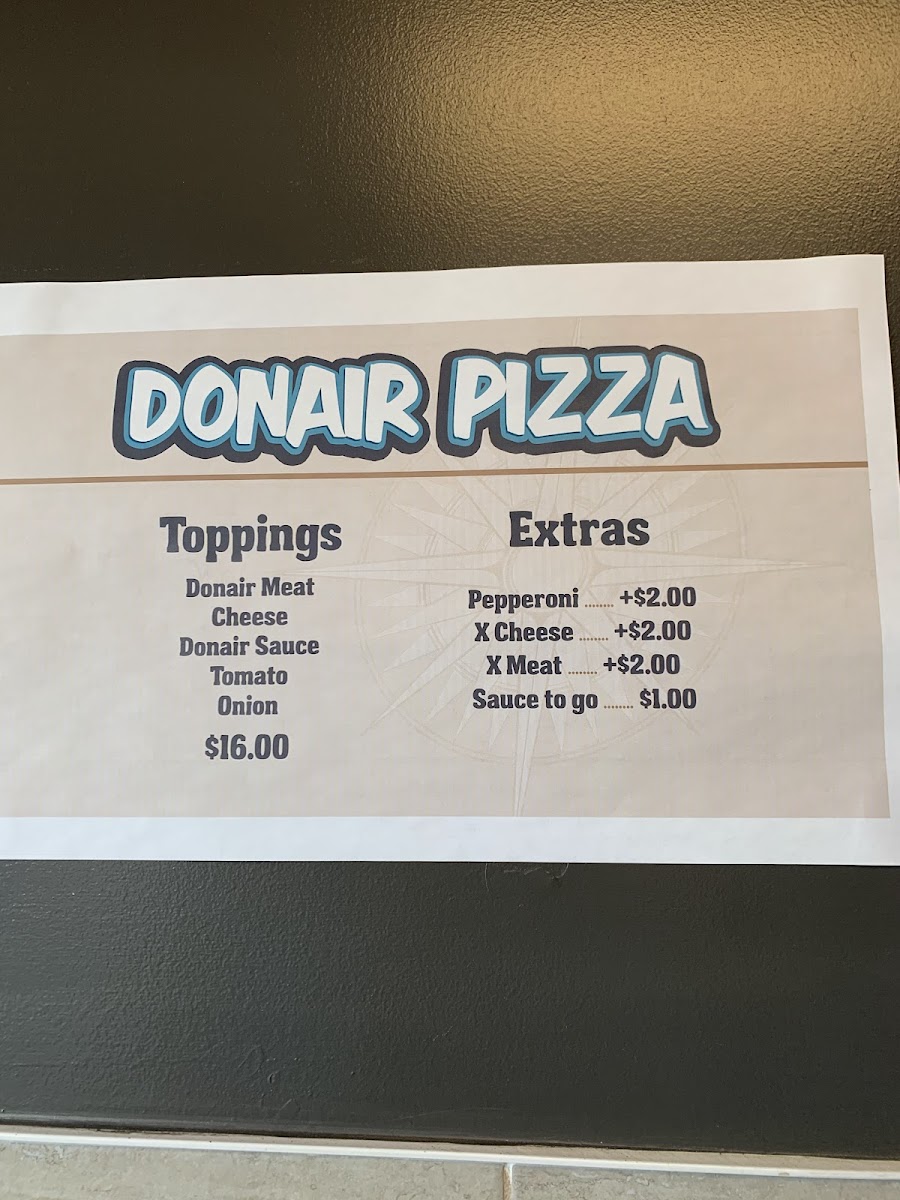 DONAIR PIZZA
Toppings
Donair Meat
Cheese
Donair Sauce
Tomato
Onion
$16.00
Extras
Pepperoni ........ +$2.00
X Cheese ........ +$2.00
X Meat ........ +$2.00
Sauce to go ........ $1.00